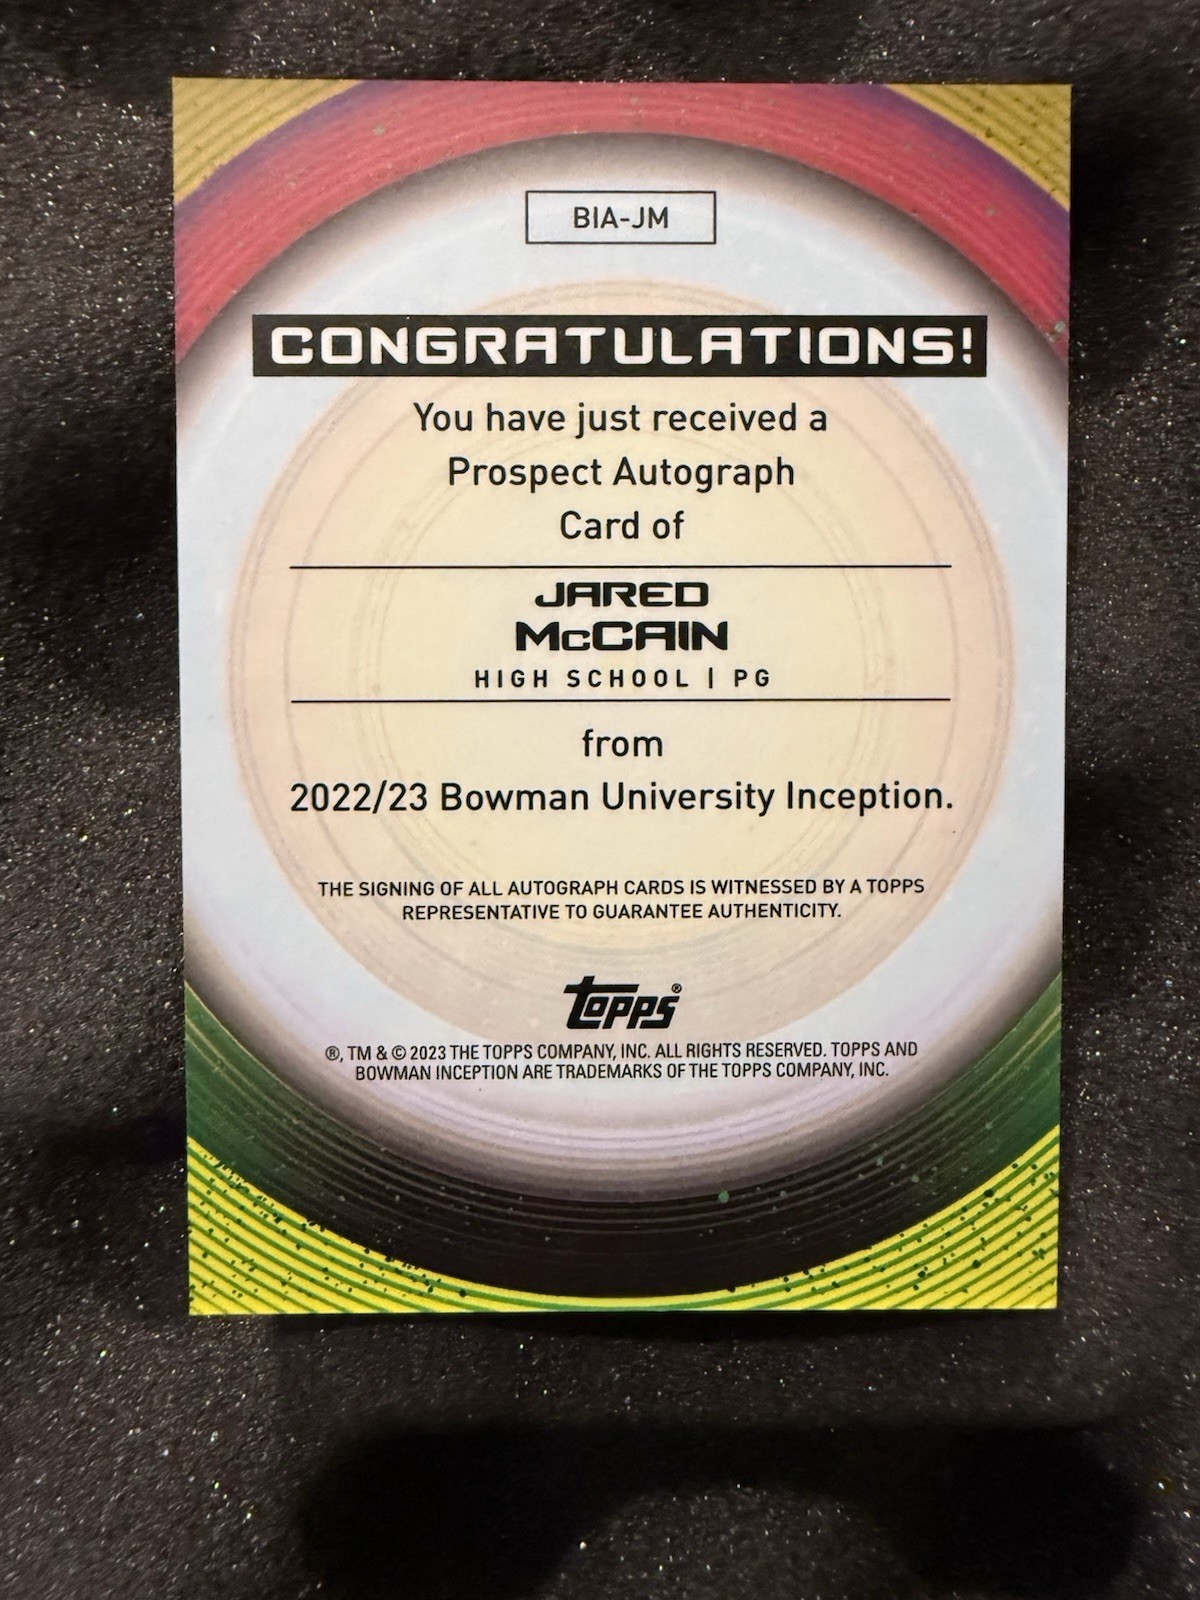 BIA-JM
CONGRATULATIONS!
You have just received a
Prospect Autograph
Card of
JARED
McCAIN
HIGH SCHOOL | PG
from
2022/23 Bowman University Inception.
THE SIGNING OF ALL AUTOGRAPH CARDS IS WITNESSED BY A TOPPS
REPRESENTATIVE TO GUARANTEE AUTHENTICITY.
topps®
®, TM & © 2023 THE TOPPS COMPANY, INC. ALL RIGHTS RESERVED. TOPPS AND
BOWMAN INCEPTION ARE TRADEMARKS OF THE TOPPS COMPANY, INC.